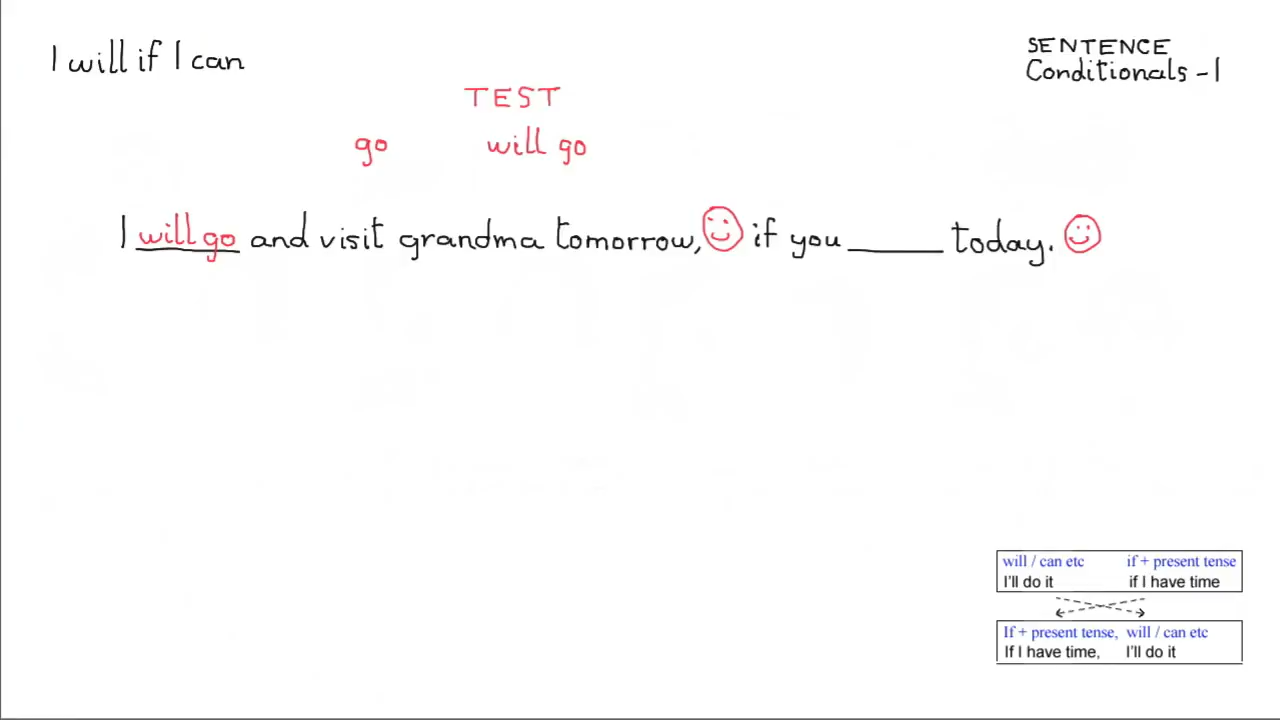 I will if I can
SENTENCE
Conditionals - 1
TEST
go will go
I will go and visit grandma tomorrow, if you _____ today.
will / can etc if + present tense
I'll do it if I have time
If + present tense, will / can etc
If I have time, I'll do it